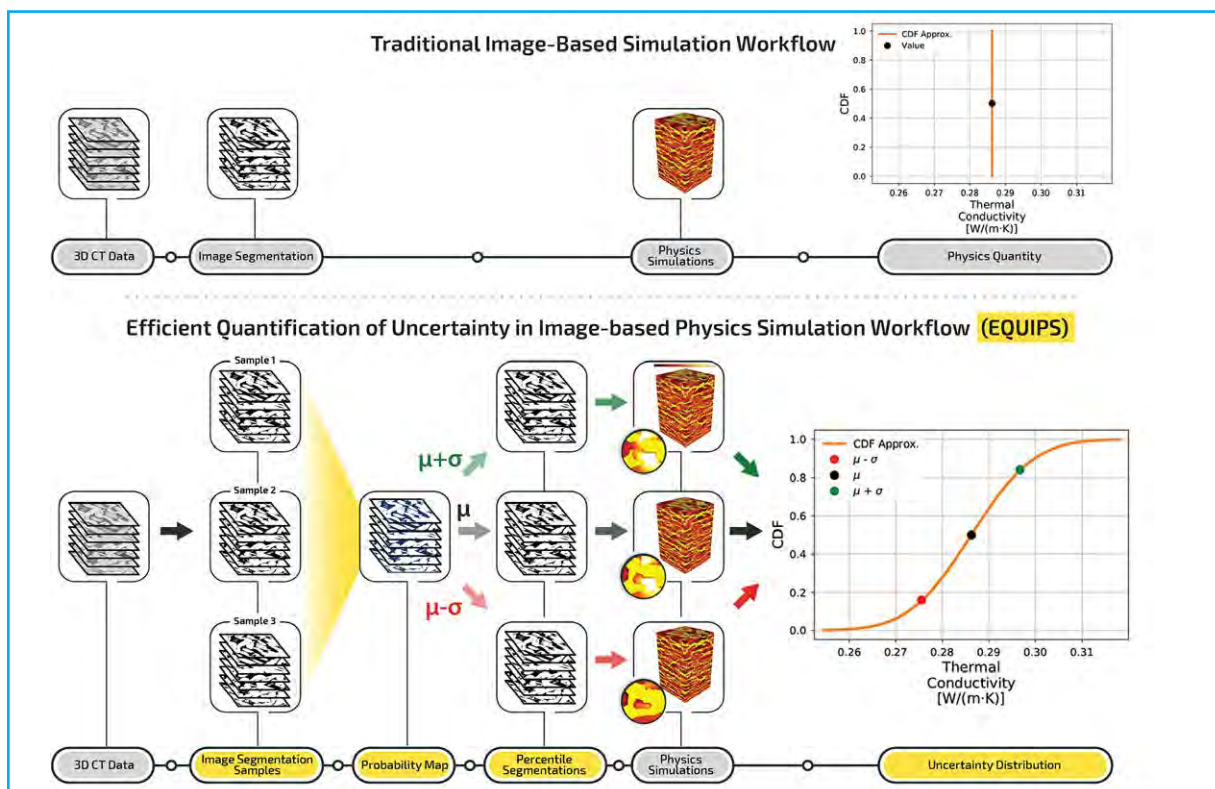 Traditional Image-Based Simulation Workflow
CDF Approx.
Value
CDF
1.0
0.8
0.6
0.4
0.2
0.0
0.26 0.27 0.28 0.29 0.30 0.31
Thermal
Conductivity
[W/(m·K)]
3D CT Data
Image Segmentation
Physics
Simulations
Physics Quantity
Efficient Quantification of Uncertainty in Image-based Physics Simulation Workflow (EQUIPS)
Sample 1
Sample 2
Sample 3
μ+σ
μ
μ-σ
CDF Approx.
μ - σ
μ
μ + σ
CDF
1.0
0.8
0.6
0.4
0.2
0.0
0.26 0.27 0.28 0.29 0.30 0.31
Thermal
Conductivity
[W/(m·K)]
3D CT Data
Image Segmentation
Samples
Probability Map
Percentile
Segmentations
Physics
Simulations
Uncertainty Distribution